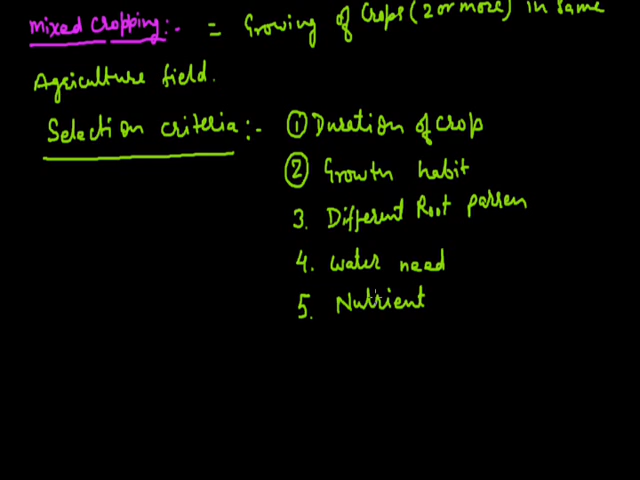 Mixed Cropping:- = Growing of Crops (2 or more) in same
Agriculture field.
Selection criteria:- ① Duration of crop
② Growth habit
3. Different Root parren
4. Water need
5. Nutrient